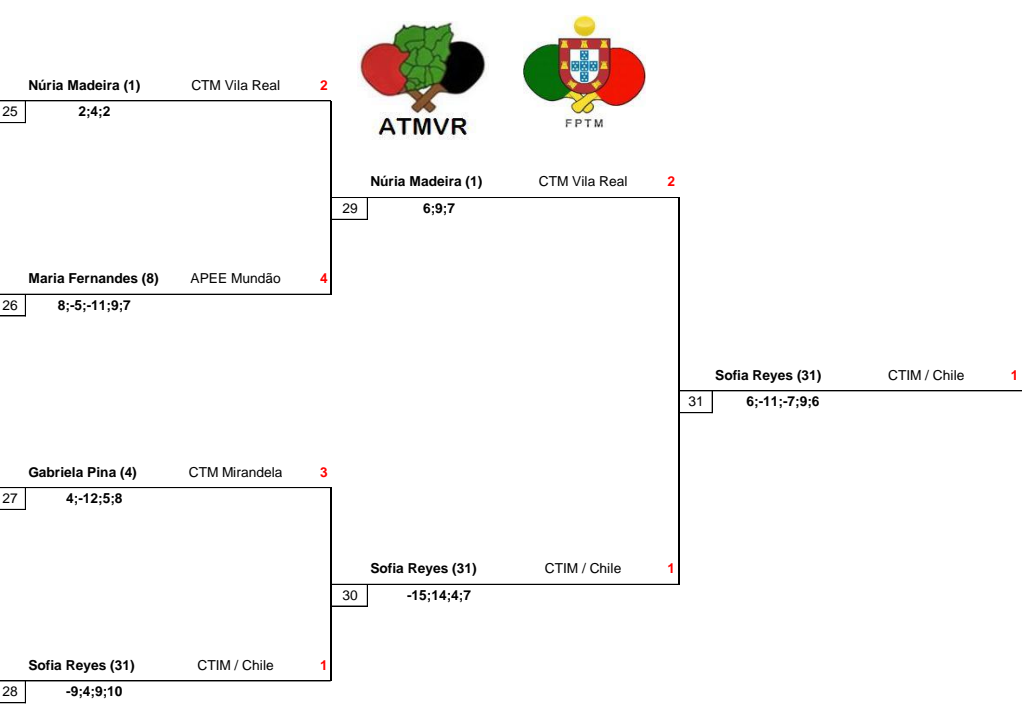 Núria Madeira (1) CTM Vila Real 2
25 2;4;2
ATMVR
FPTM
Núria Madeira (1) CTM Vila Real 2
29 6;9;7
Maria Fernandes (8) APEE Mundão 4
26 8;-5;-11;9;7
Sofia Reyes (31) CTIM / Chile 1
31 6;-11;-7;9;6
Gabriela Pina (4) CTM Mirandela 3
27 4;-12;5;8
Sofia Reyes (31) CTIM / Chile 1
30 -15;14;4;7
Sofia Reyes (31) CTIM / Chile 1
28 -9;4;9;10